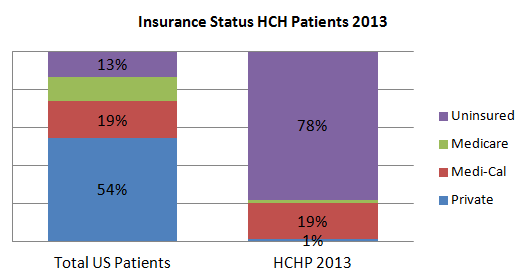 Insurance Status HCH Patients 2013
13%
19%
54%
78%
19%
1%
Total US Patients
HCHP 2013
Uninsured
Medicare
Medi-Cal
Private